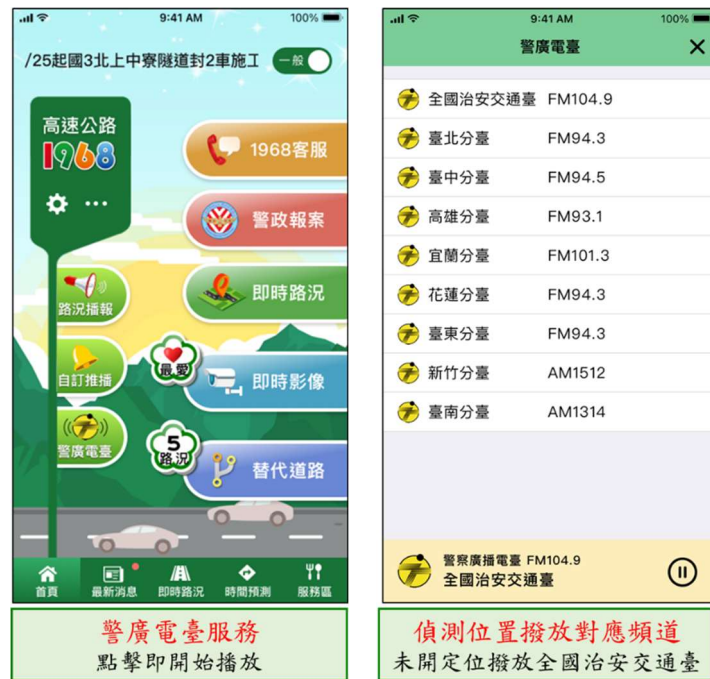 9:41 AM
100%
/25起國3北上中寮隧道封2車施工
一般
高速公路
1968
1968客服
警政報案
即時路況
路況播報
自訂推播
最愛
即時影像
警廣電臺
5
路況
替代道路
首頁
最新消息
即時路況
時間預測
服務區
警廣電臺服務
點擊即開始播放
9:41 AM
100%
警廣電臺
全國治安交通臺 FM104.9
臺北分臺 FM94.3
臺中分臺 FM94.5
高雄分臺 FM93.1
宜蘭分臺 FM101.3
花蓮分臺 FM94.3
臺東分臺 FM94.3
新竹分臺 AM1512
臺南分臺 AM1314
警察廣播電臺 FM104.9
全國治安交通臺
偵測位置撥放對應頻道
未開定位撥放全國治安交通臺